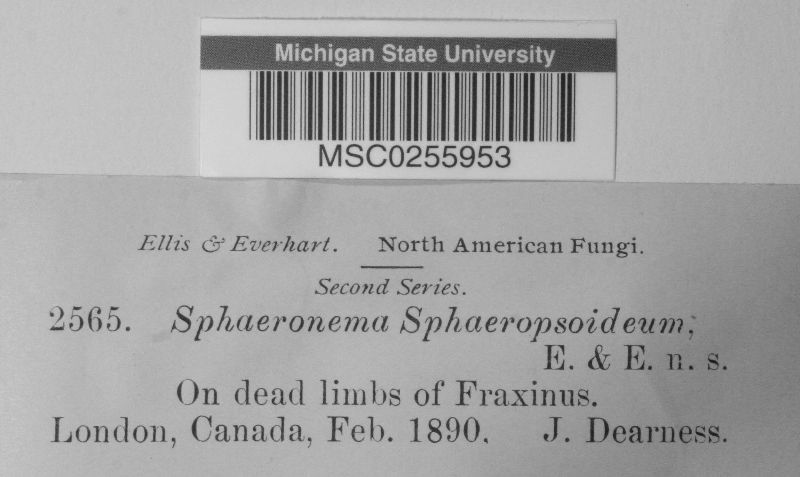 Michigan State University
MSC0255953
Ellis & Everhart. North American Fungi.
Second Series.
2565. Sphaeronema Sphaeropsoideum,
E. & E. n. s.
On dead limbs of Fraxinus.
London, Canada, Feb. 1890. J. Dearness.